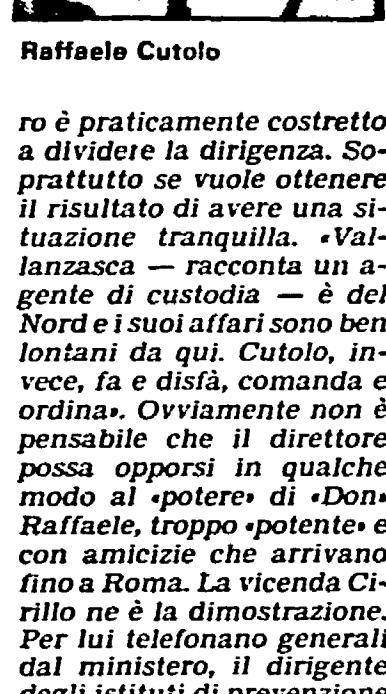 Raffaele Cutolo
ro è praticamente costretto
a dividere la dirigenza. So-
prattutto se vuole ottenere
il risultato di avere una si-
tuazione tranquilla. «Val-
lanzasca — racconta un a-
gente di custodia — è del
Nord e i suoi affari sono ben
lontani da qui. Cutolo, in-
vece, fa e disfà, comanda e
ordina». Ovviamente non è
pensabile che il direttore
possa opporsi in qualche
modo al «potere» di «Don»
Raffaele, troppo «potente» e
con amicizie che arrivano
fino a Roma. La vicenda Ci-
rillo ne è la dimostrazione.
Per lui telefonano generali
dal ministero, il dirigente
degli istituti di prevenzione